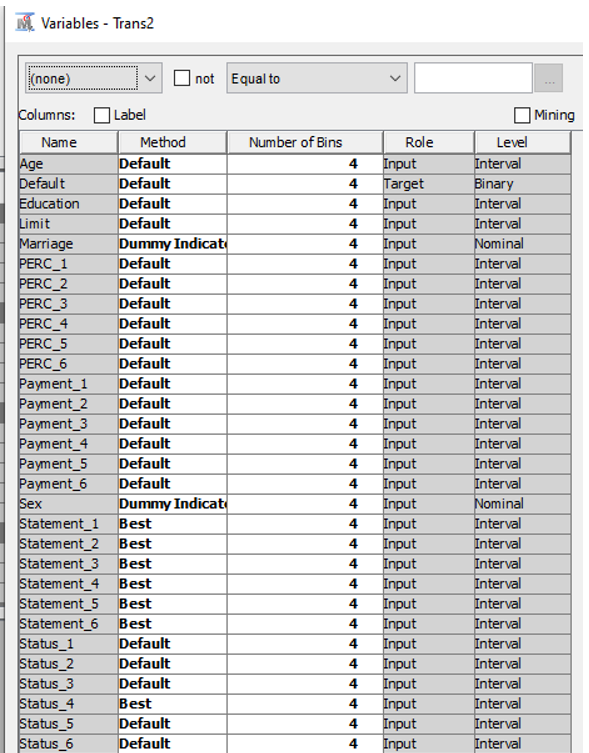 Variables - Trans2
(none) not Equal to ...
Columns: Label Mining
Name Method Number of Bins Role Level
Age Default 4 Input Interval
Default Default 4 Target Binary
Education Default 4 Input Interval
Limit Default 4 Input Interval
Marriage Dummy Indicat 4 Input Nominal
PERC_1 Default 4 Input Interval
PERC_2 Default 4 Input Interval
PERC_3 Default 4 Input Interval
PERC_4 Default 4 Input Interval
PERC_5 Default 4 Input Interval
PERC_6 Default 4 Input Interval
Payment_1 Default 4 Input Interval
Payment_2 Default 4 Input Interval
Payment_3 Default 4 Input Interval
Payment_4 Default 4 Input Interval
Payment_5 Default 4 Input Interval
Payment_6 Default 4 Input Interval
Sex Dummy Indicat 4 Input Nominal
Statement_1 Best 4 Input Interval
Statement_2 Best 4 Input Interval
Statement_3 Best 4 Input Interval
Statement_4 Best 4 Input Interval
Statement_5 Best 4 Input Interval
Statement_6 Best 4 Input Interval
Status_1 Default 4 Input Interval
Status_2 Default 4 Input Interval
Status_3 Default 4 Input Interval
Status_4 Best 4 Input Interval
Status_5 Default 4 Input Interval
Status_6 Default 4 Input Interval